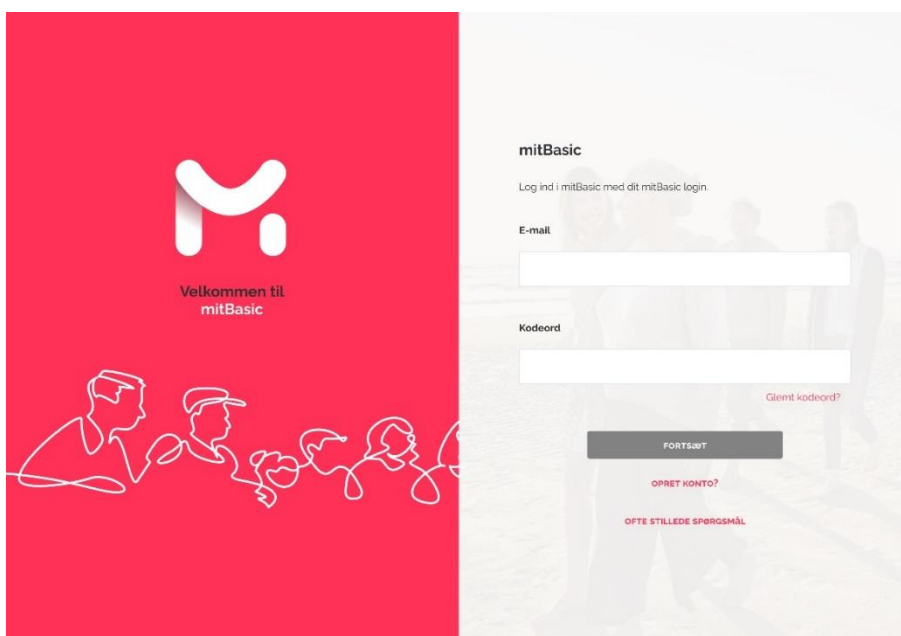 Velkommen til
mitBasic
mitBasic
Log ind i mitBasic med dit mitBasic login.
E-mail
Kodeord
Glemt kodeord?
FORTSÆT
OPRET KONTO?
OFTE STILLEDE SPØRGSMÅL